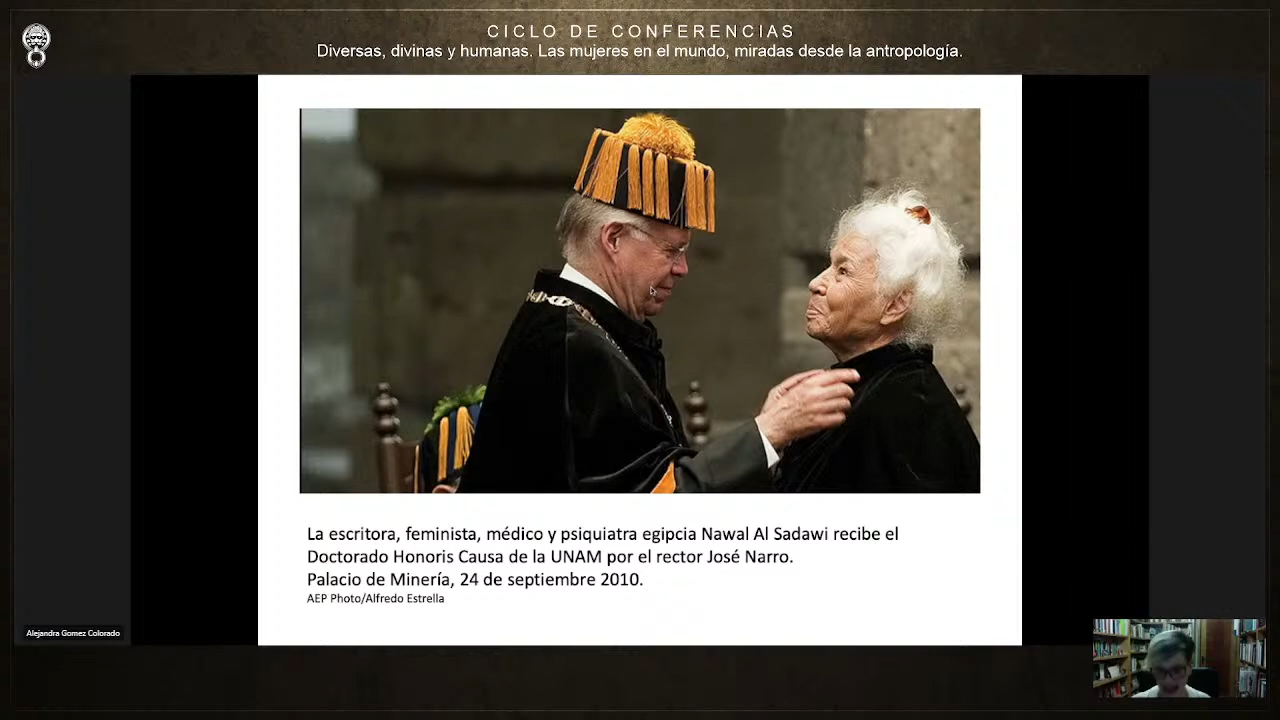 CICLO DE CONFERENCIAS
Diversas, divinas y humanas. Las mujeres en el mundo, miradas desde la antropología.
La escritora, feminista, médico y psiquiatra egipcia Nawal Al Sadawi recibe el
Doctorado Honoris Causa de la UNAM por el rector José Narro.
Palacio de Minería, 24 de septiembre 2010.
AEP Photo/Alfredo Estrella
Alejandra Gomez Colorado